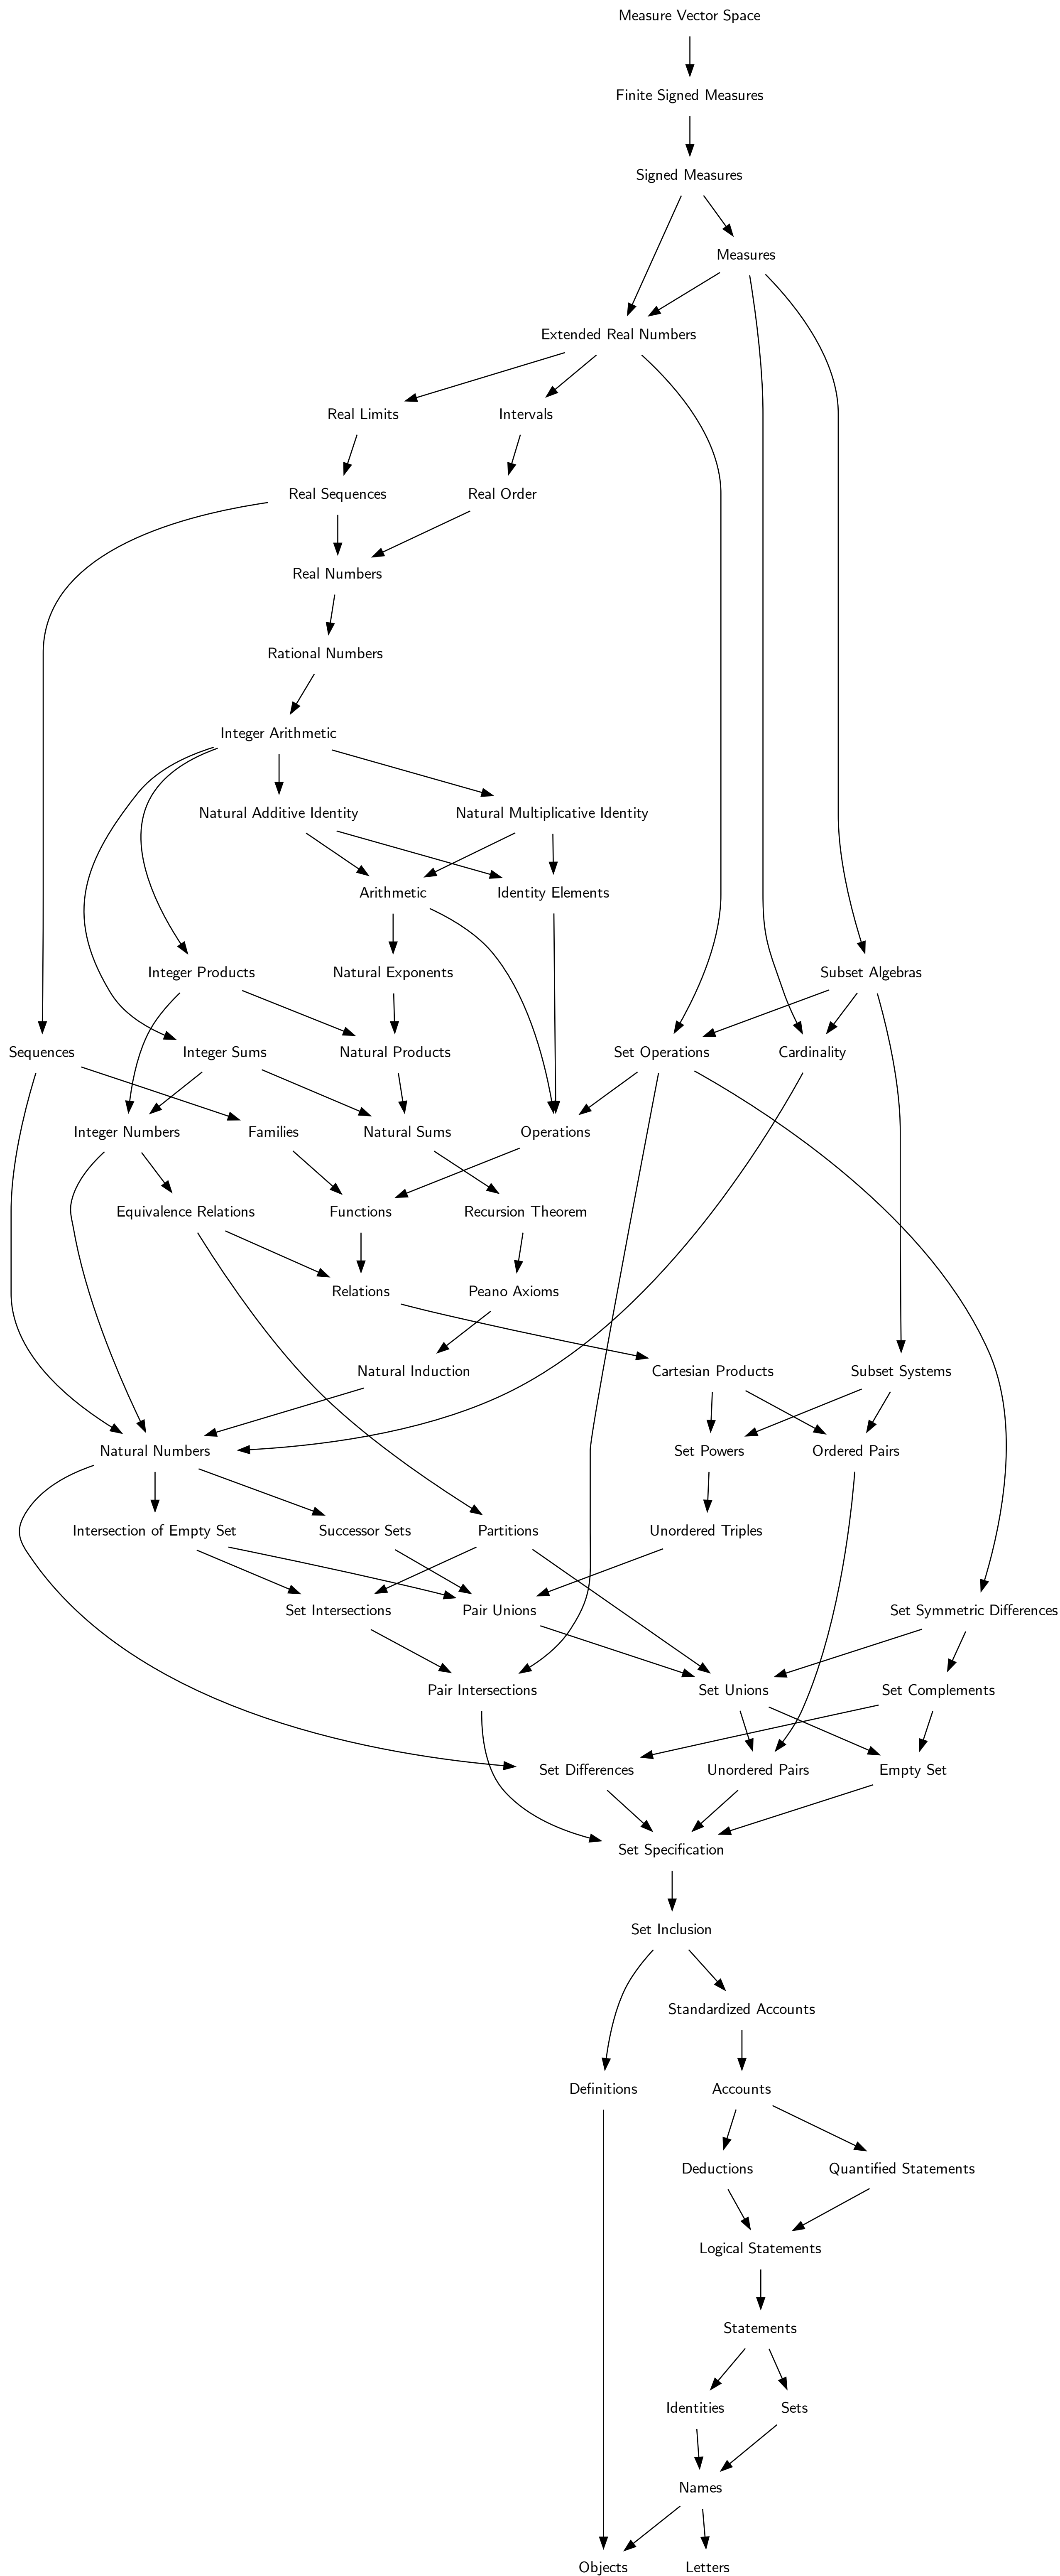 Measure Vector Space
Finite Signed Measures
Signed Measures
Measures
Extended Real Numbers
Real Limits
Intervals
Real Sequences
Real Order
Real Numbers
Rational Numbers
Integer Arithmetic
Natural Additive Identity
Natural Multiplicative Identity
Arithmetic
Identity Elements
Integer Products
Natural Exponents
Subset Algebras
Sequences
Integer Sums
Natural Products
Set Operations
Cardinality
Integer Numbers
Families
Natural Sums
Operations
Equivalence Relations
Functions
Recursion Theorem
Relations
Peano Axioms
Natural Induction
Cartesian Products
Subset Systems
Natural Numbers
Set Powers
Ordered Pairs
Intersection of Empty Set
Successor Sets
Partitions
Unordered Triples
Set Intersections
Pair Unions
Set Symmetric Differences
Pair Intersections
Set Unions
Set Complements
Set Differences
Unordered Pairs
Empty Set
Set Specification
Set Inclusion
Standardized Accounts
Definitions
Accounts
Deductions
Quantified Statements
Logical Statements
Statements
Identities
Sets
Names
Objects
Letters